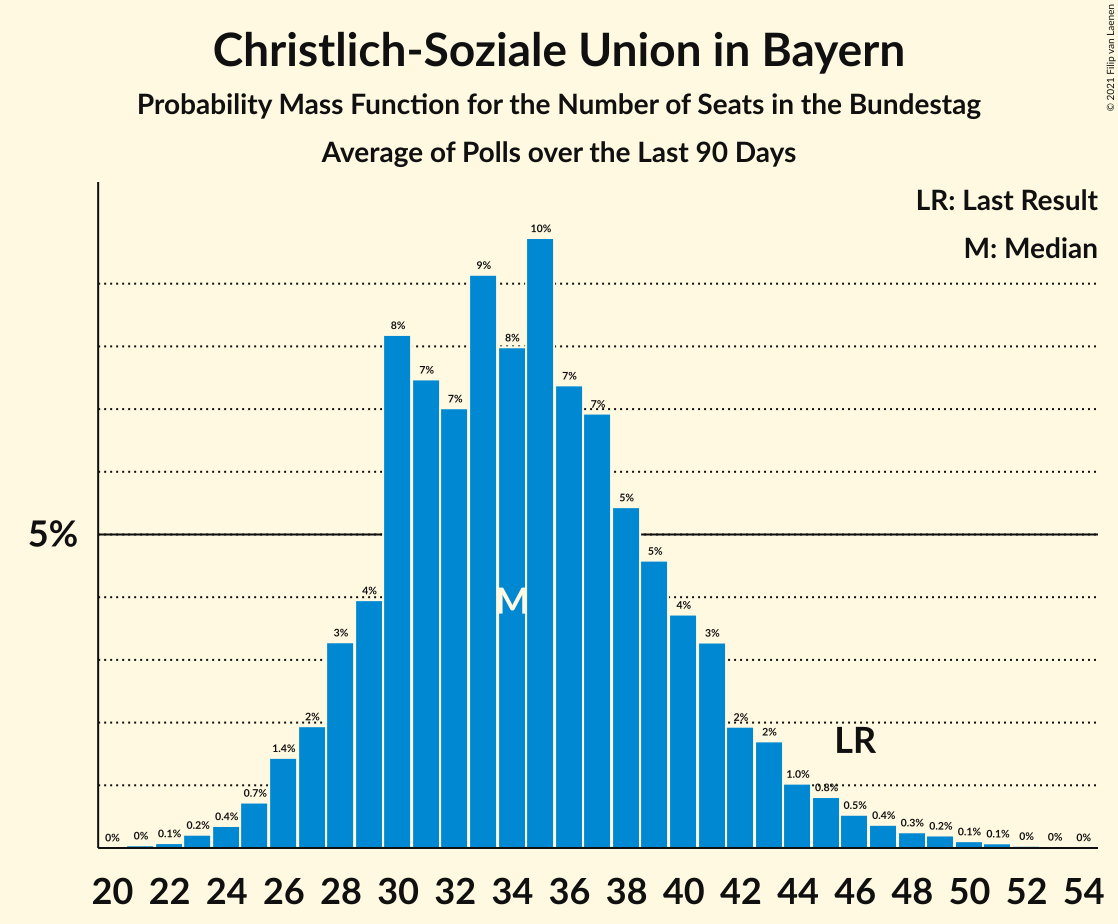 Christlich-Soziale Union in Bayern
Probability Mass Function for the Number of Seats in the Bundestag
Average of Polls over the Last 90 Days
© 2021 Filip van Laenen
LR: Last Result
M: Median
5%
0% 0% 0.1% 0.2% 0.4% 0.7% 1.4% 2% 3% 4% 8% 7% 7% 9% 8% 10% 7% 7% 5% 5% 4% 3% 2% 2% 1.0% 0.8% 0.5% 0.4% 0.3% 0.2% 0.1% 0.1% 0% 0% 0%
M
LR
20 22 24 26 28 30 32 34 36 38 40 42 44 46 48 50 52 54